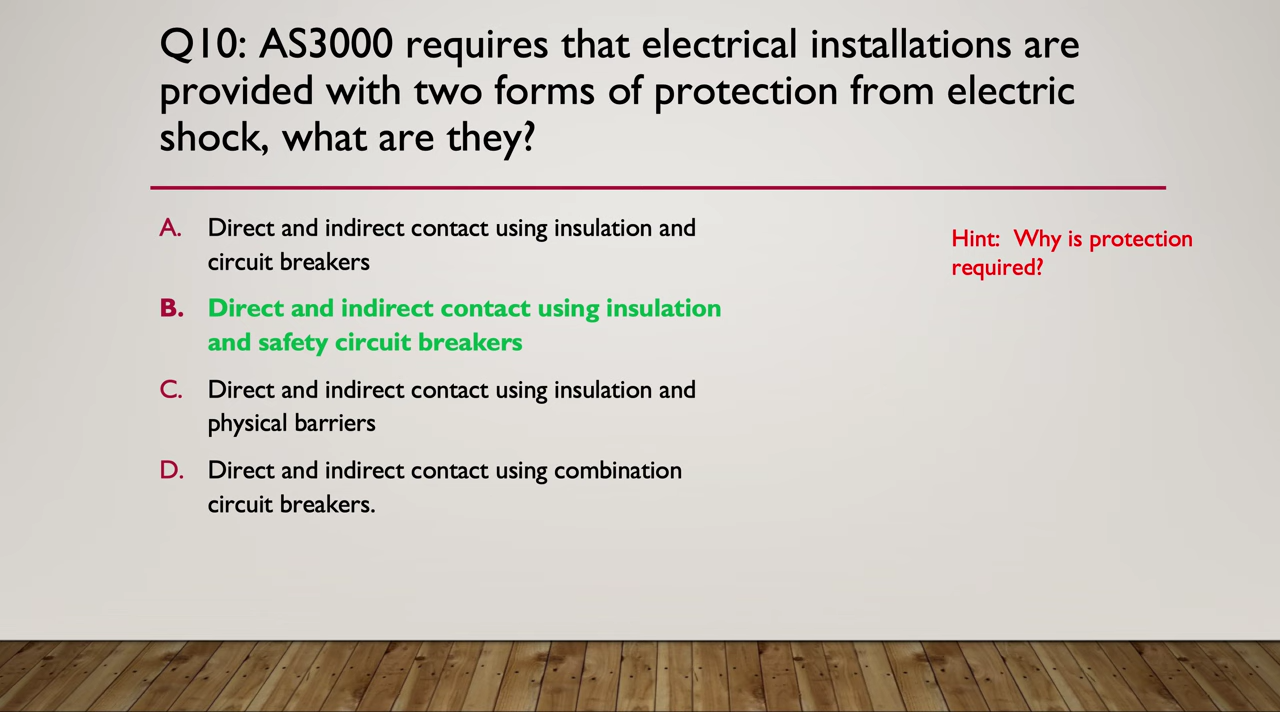 Q10: AS3000 requires that electrical installations are
provided with two forms of protection from electric
shock, what are they?
A. Direct and indirect contact using insulation and
circuit breakers
Hint: Why is protection
required?
B. Direct and indirect contact using insulation
and safety circuit breakers
C. Direct and indirect contact using insulation and
physical barriers
D. Direct and indirect contact using combination
circuit breakers.